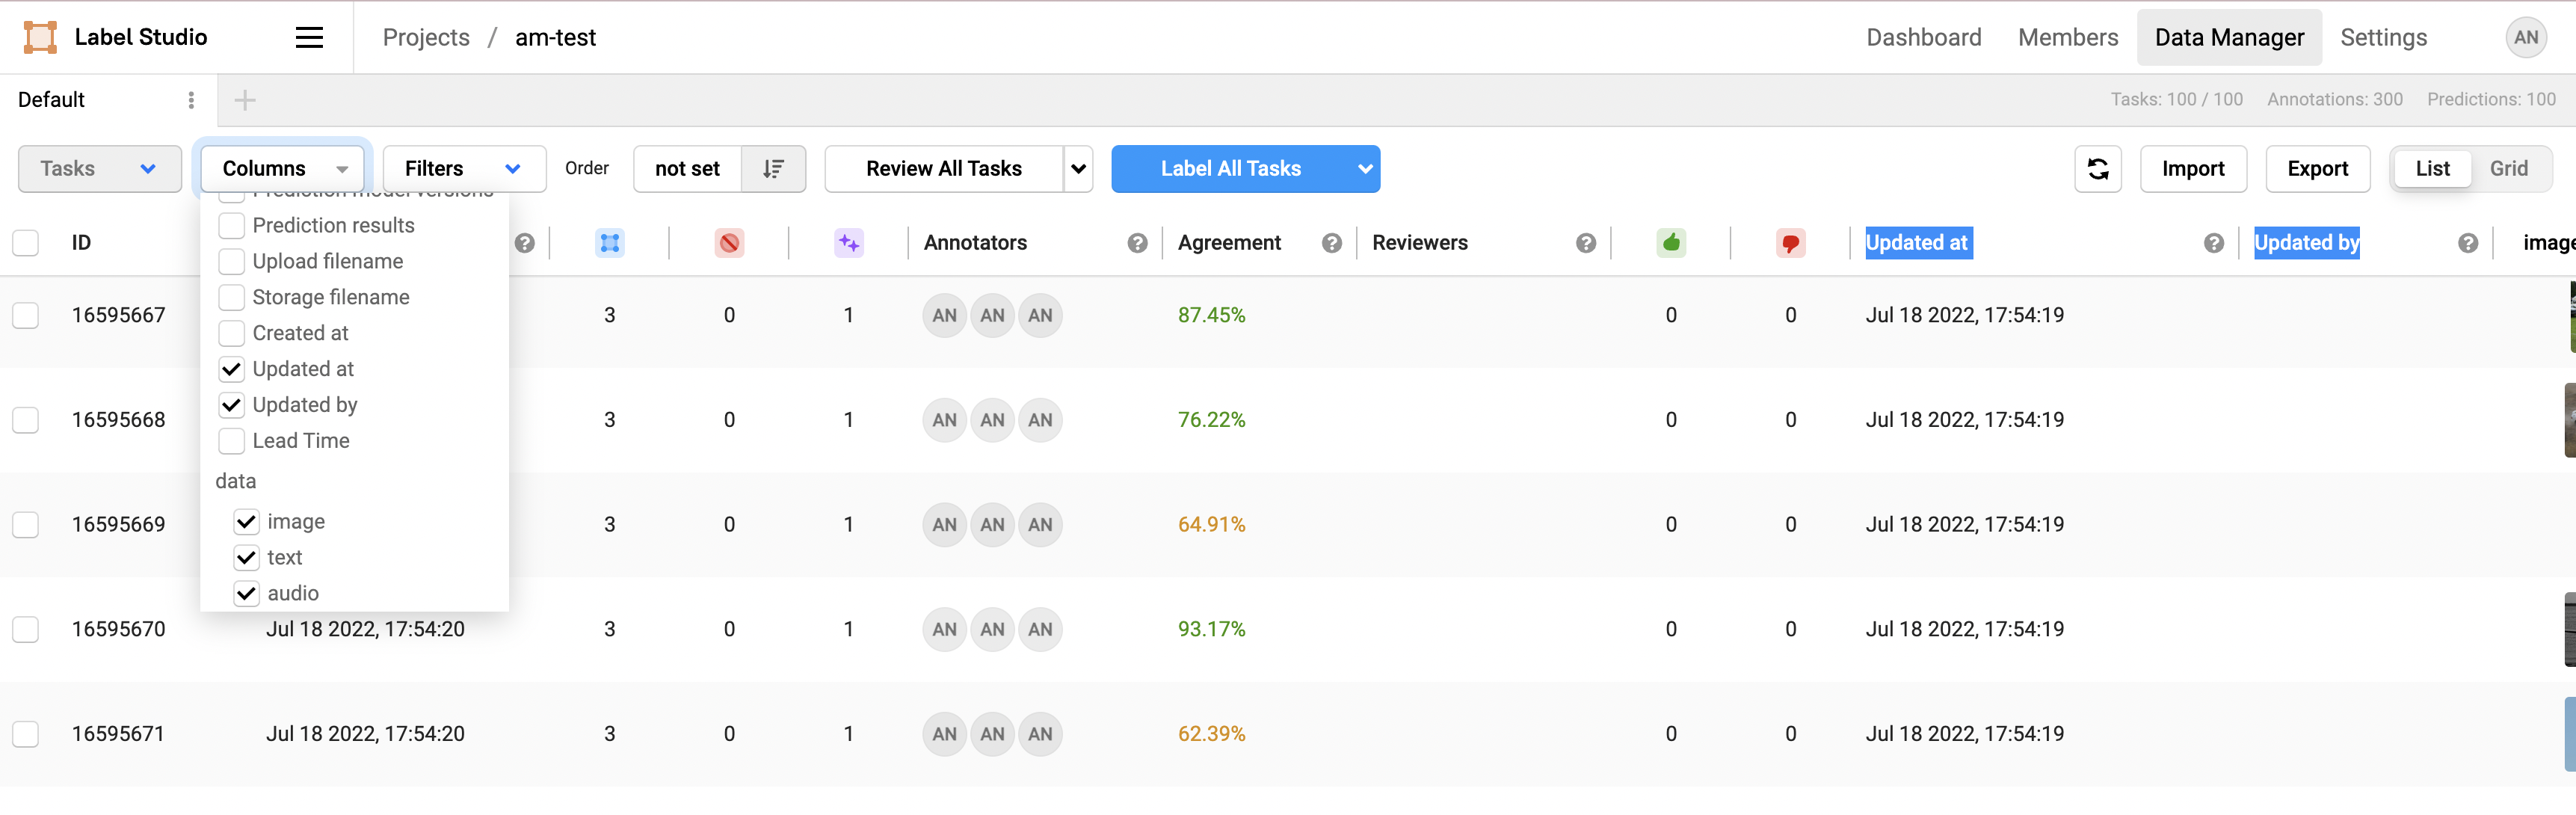 Label Studio
Projects / am-test
Dashboard Members Data Manager Settings AN
Default
Tasks: 100 / 100 Annotations: 300 Predictions: 100
Tasks Columns Filters Order not set Review All Tasks Label All Tasks Import Export List Grid
Prediction model versions
Prediction results
Upload filename
Storage filename
Created at
Updated at
Updated by
Lead Time
data
image
text
audio
ID Annotators Agreement Reviewers Updated at Updated by image
16595667 3 0 1 AN AN AN 87.45% 0 0 Jul 18 2022, 17:54:19
16595668 3 0 1 AN AN AN 76.22% 0 0 Jul 18 2022, 17:54:19
16595669 3 0 1 AN AN AN 64.91% 0 0 Jul 18 2022, 17:54:19
16595670 Jul 18 2022, 17:54:20 3 0 1 AN AN AN 93.17% 0 0 Jul 18 2022, 17:54:19
16595671 Jul 18 2022, 17:54:20 3 0 1 AN AN AN 62.39% 0 0 Jul 18 2022, 17:54:19